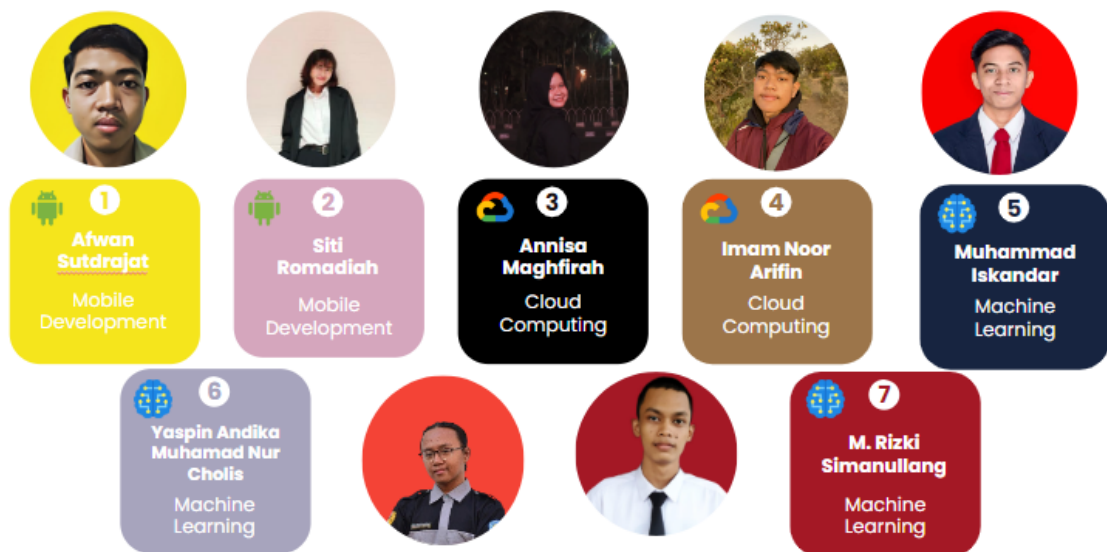 1
Afwan
Sutdrajat
Mobile
Development
2
Siti
Romadiah
Mobile
Development
3
Annisa
Maghfirah
Cloud
Computing
4
Imam Noor
Arifin
Cloud
Computing
5
Muhammad
Iskandar
Machine
Learning
6
Yaspin Andika
Muhamad Nur
Cholis
Machine
Learning
7
M. Rizki
Simanullang
Machine
Learning